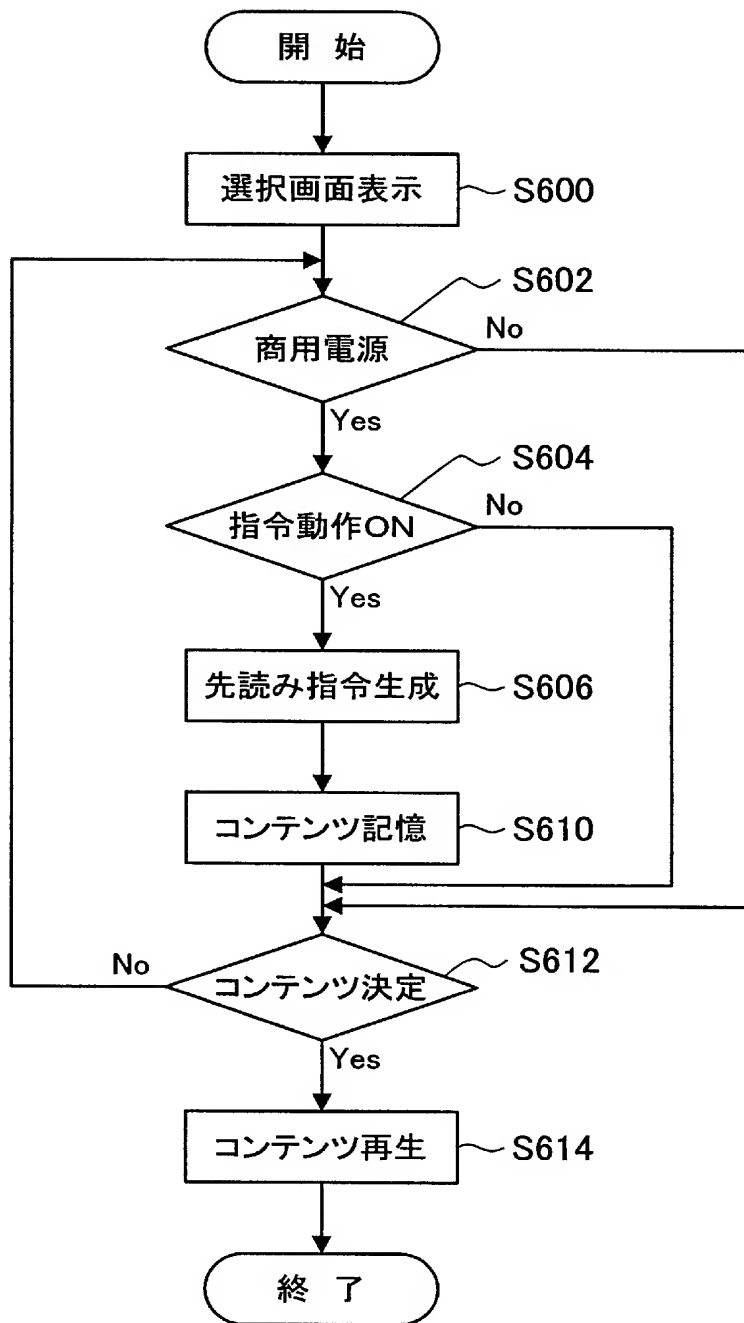 開 始
選択画面表示
S600
S602
商用電源
No
Yes
S604
指令動作ON
No
Yes
先読み指令生成
S606
コンテンツ記憶
S610
No
コンテンツ決定
S612
Yes
コンテンツ再生
S614
終 了